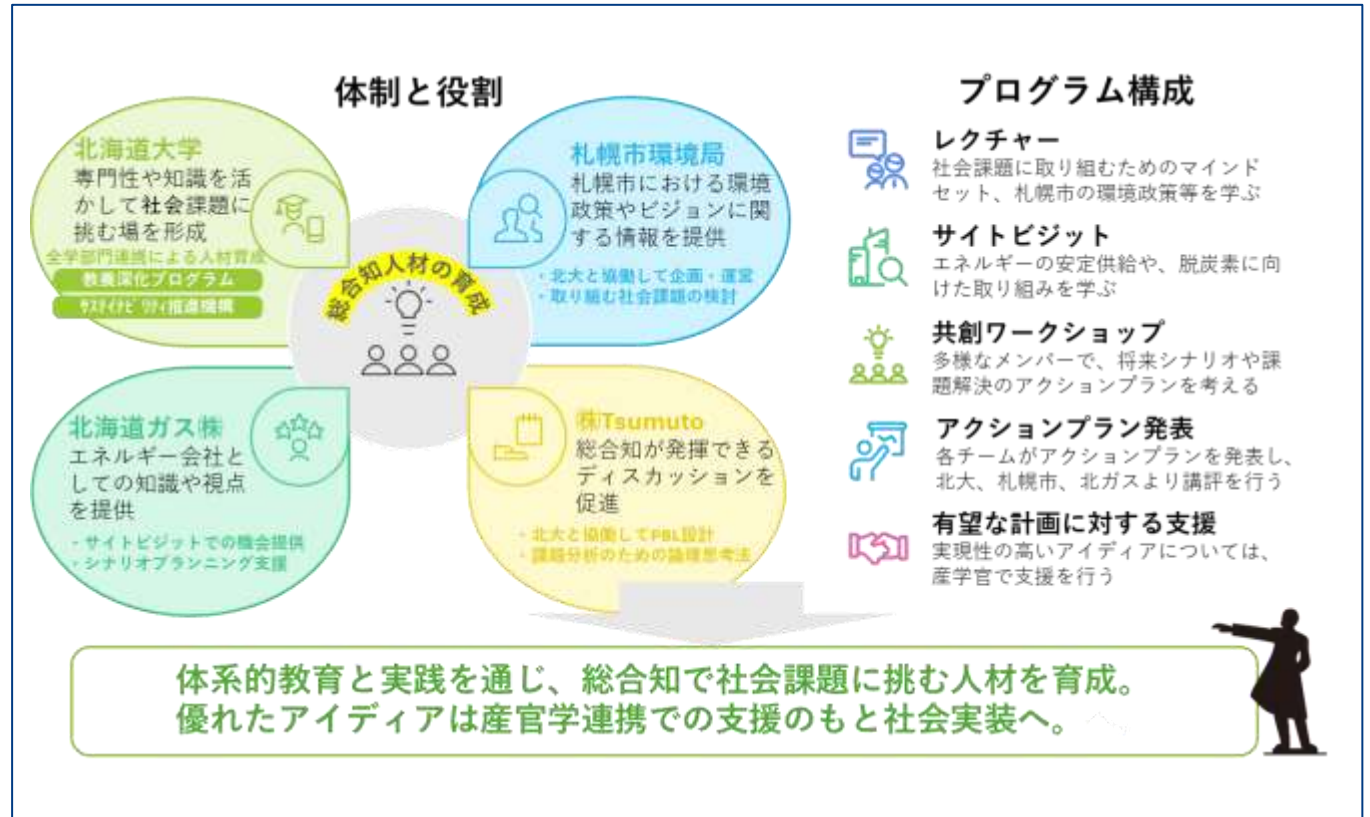 体制と役割
北海道大学
専門性や知識を活
かして社会課題に
挑む場を形成
全学部門連携による人材育成
教養深化プログラム
ｻｽﾃｲﾅﾋﾞﾘﾃｨ推進機構
札幌市環境局
札幌市における環境
政策やビジョンに関
する情報を提供
・北大と協働して企画・運営
・取り組む社会課題の検討
総合知人材の育成
北海道ガス㈱
エネルギー会社と
しての知識や視点
を提供
・サイトビジットでの機会提供
・シナリオプランニング支援
㈱Tsumuto
総合知が発揮できる
ディスカッションを
促進
・北大と協働してPBL設計
・課題分析のための論理思考法
プログラム構成
レクチャー
社会課題に取り組むためのマインド
セット、札幌市の環境政策等を学ぶ
サイトビジット
エネルギーの安定供給や、脱炭素に向
けた取り組みを学ぶ
共創ワークショップ
多様なメンバーで、将来シナリオや課
題解決のアクションプランを考える
アクションプラン発表
各チームがアクションプランを発表し、
北大、札幌市、北ガスより講評を行う
有望な計画に対する支援
実現性の高いアイディアについては、
産学官で支援を行う
体系的教育と実践を通じ、総合知で社会課題に挑む人材を育成。
優れたアイディアは産官学連携での支援のもと社会実装へ。